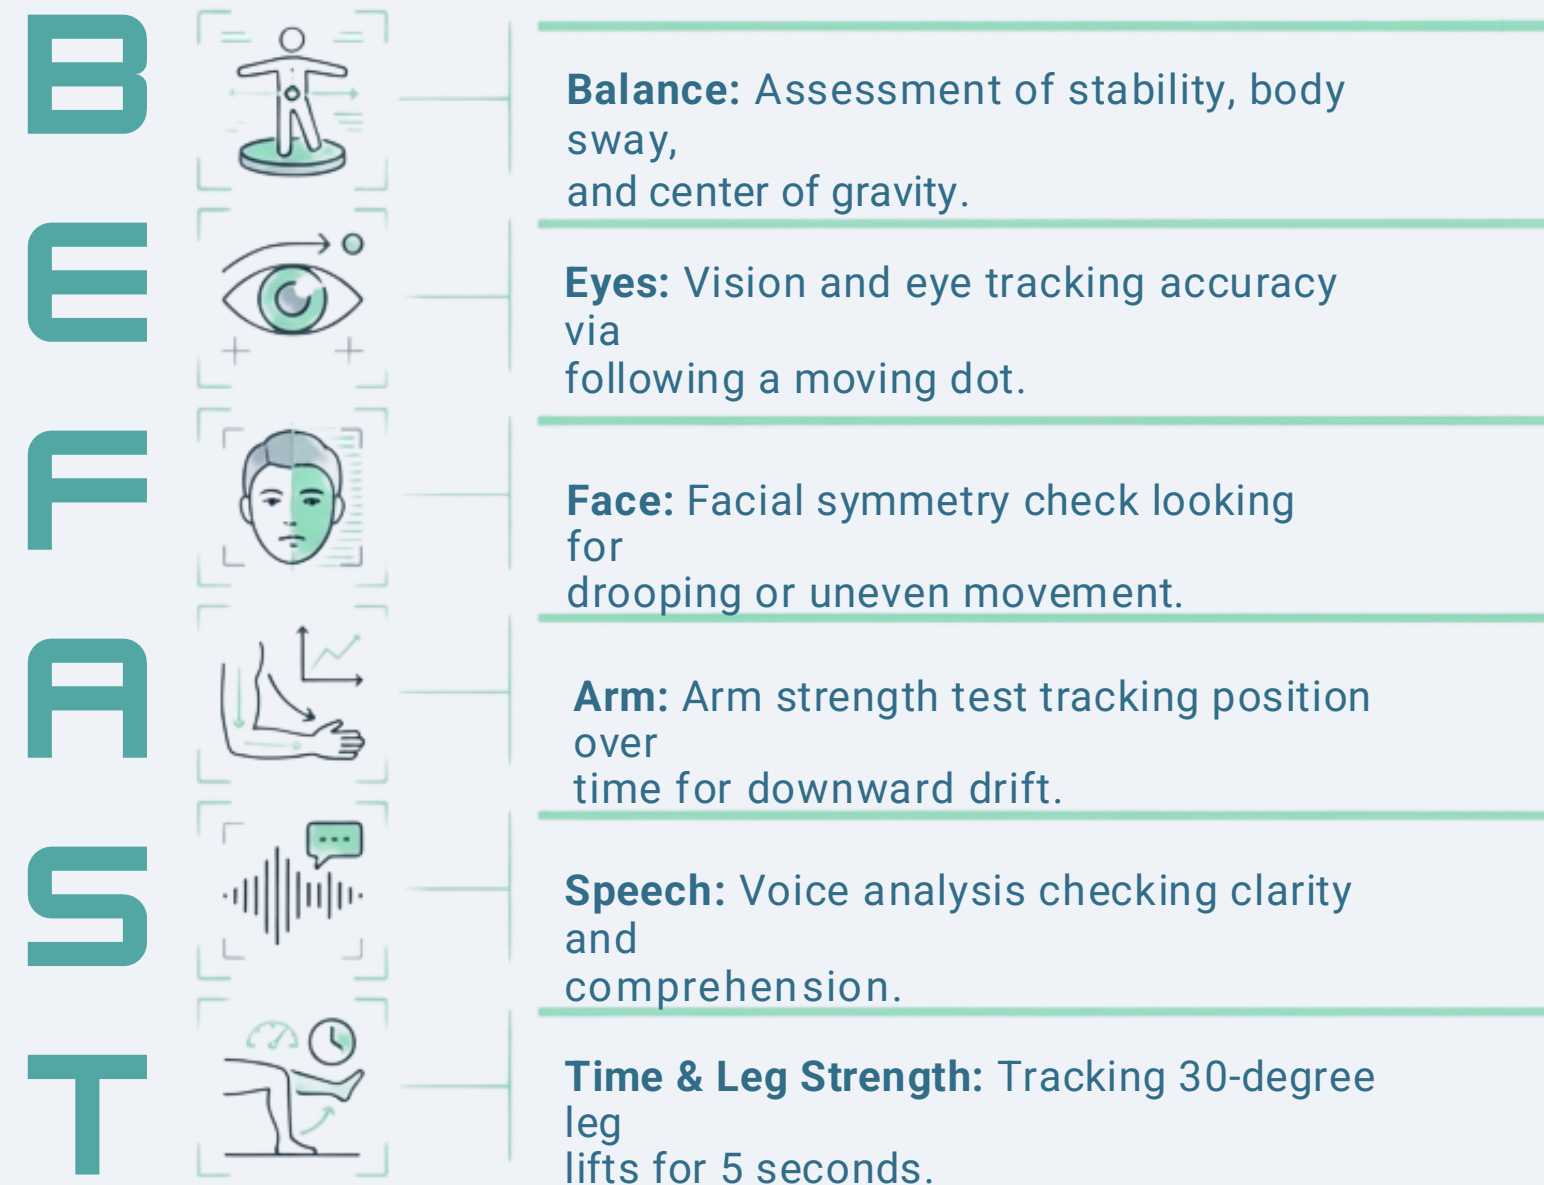 B
Balance: Assessment of stability, body
sway,
and center of gravity.
E
Eyes: Vision and eye tracking accuracy
via
following a moving dot.
F
Face: Facial symmetry check looking
for
drooping or uneven movement.
A
Arm: Arm strength test tracking position
over
time for downward drift.
S
Speech: Voice analysis checking clarity
and
comprehension.
T
Time & Leg Strength: Tracking 30-degree
leg
lifts for 5 seconds.